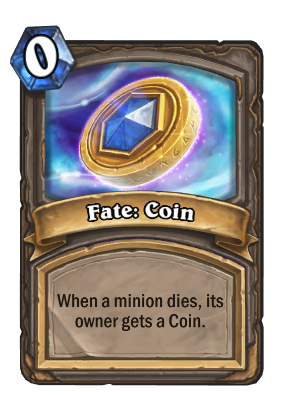 0
Fate: Coin
When a minion dies, its
owner gets a Coin.